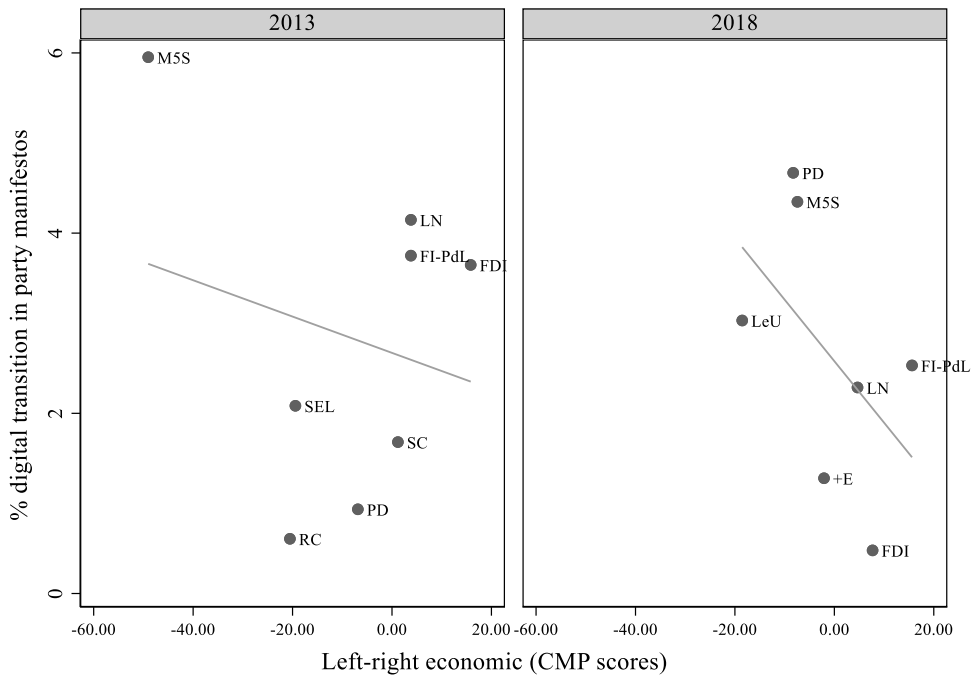 2013
2018
% digital transition in party manifestos
6
4
2
0
M5S
LN
FI-PdL
FDI
SEL
SC
PD
RC
PD
M5S
LeU
FI-PdL
LN
+E
FDI
-60.00 -40.00 -20.00 0.00 20.00
-60.00 -40.00 -20.00 0.00 20.00
Left-right economic (CMP scores)